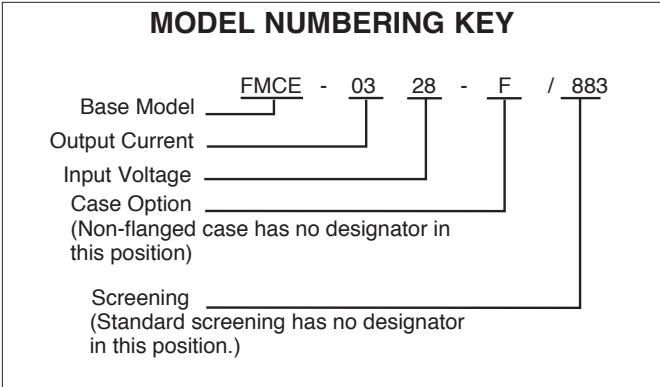 MODEL NUMBERING KEY
FMCE - 03 28 - F / 883
Base Model
Output Current
Input Voltage
Case Option
(Non-flanged case has no designator in
this position)
Screening
(Standard screening has no designator
in this position.)